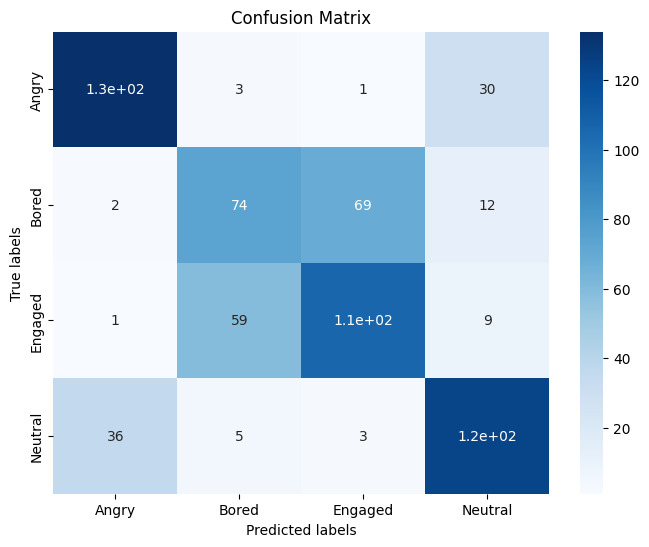 Confusion Matrix
Angry 1.3e+02 3 1 30
Bored 2 74 69 12
Engaged 1 59 1.1e+02 9
Neutral 36 5 3 1.2e+02
Angry Bored Engaged Neutral
Predicted labels
True labels
120
100
80
60
40
20